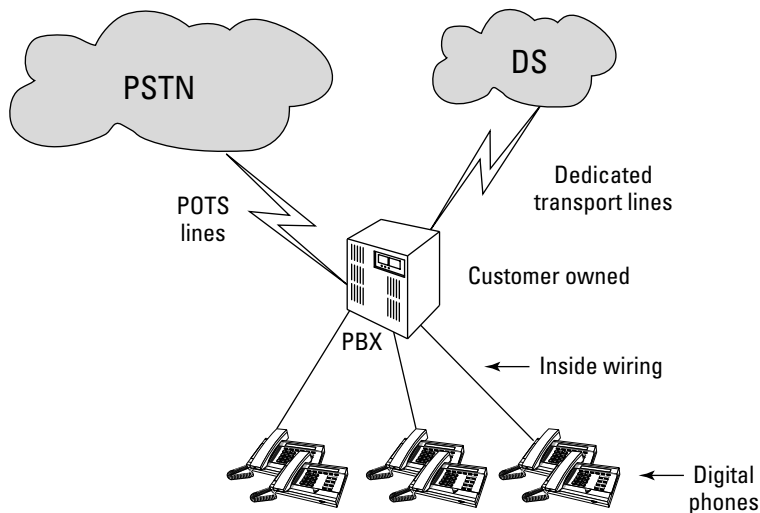 PSTN
DS
POTS
lines
Dedicated
transport lines
Customer owned
PBX
Inside wiring
Digital
phones